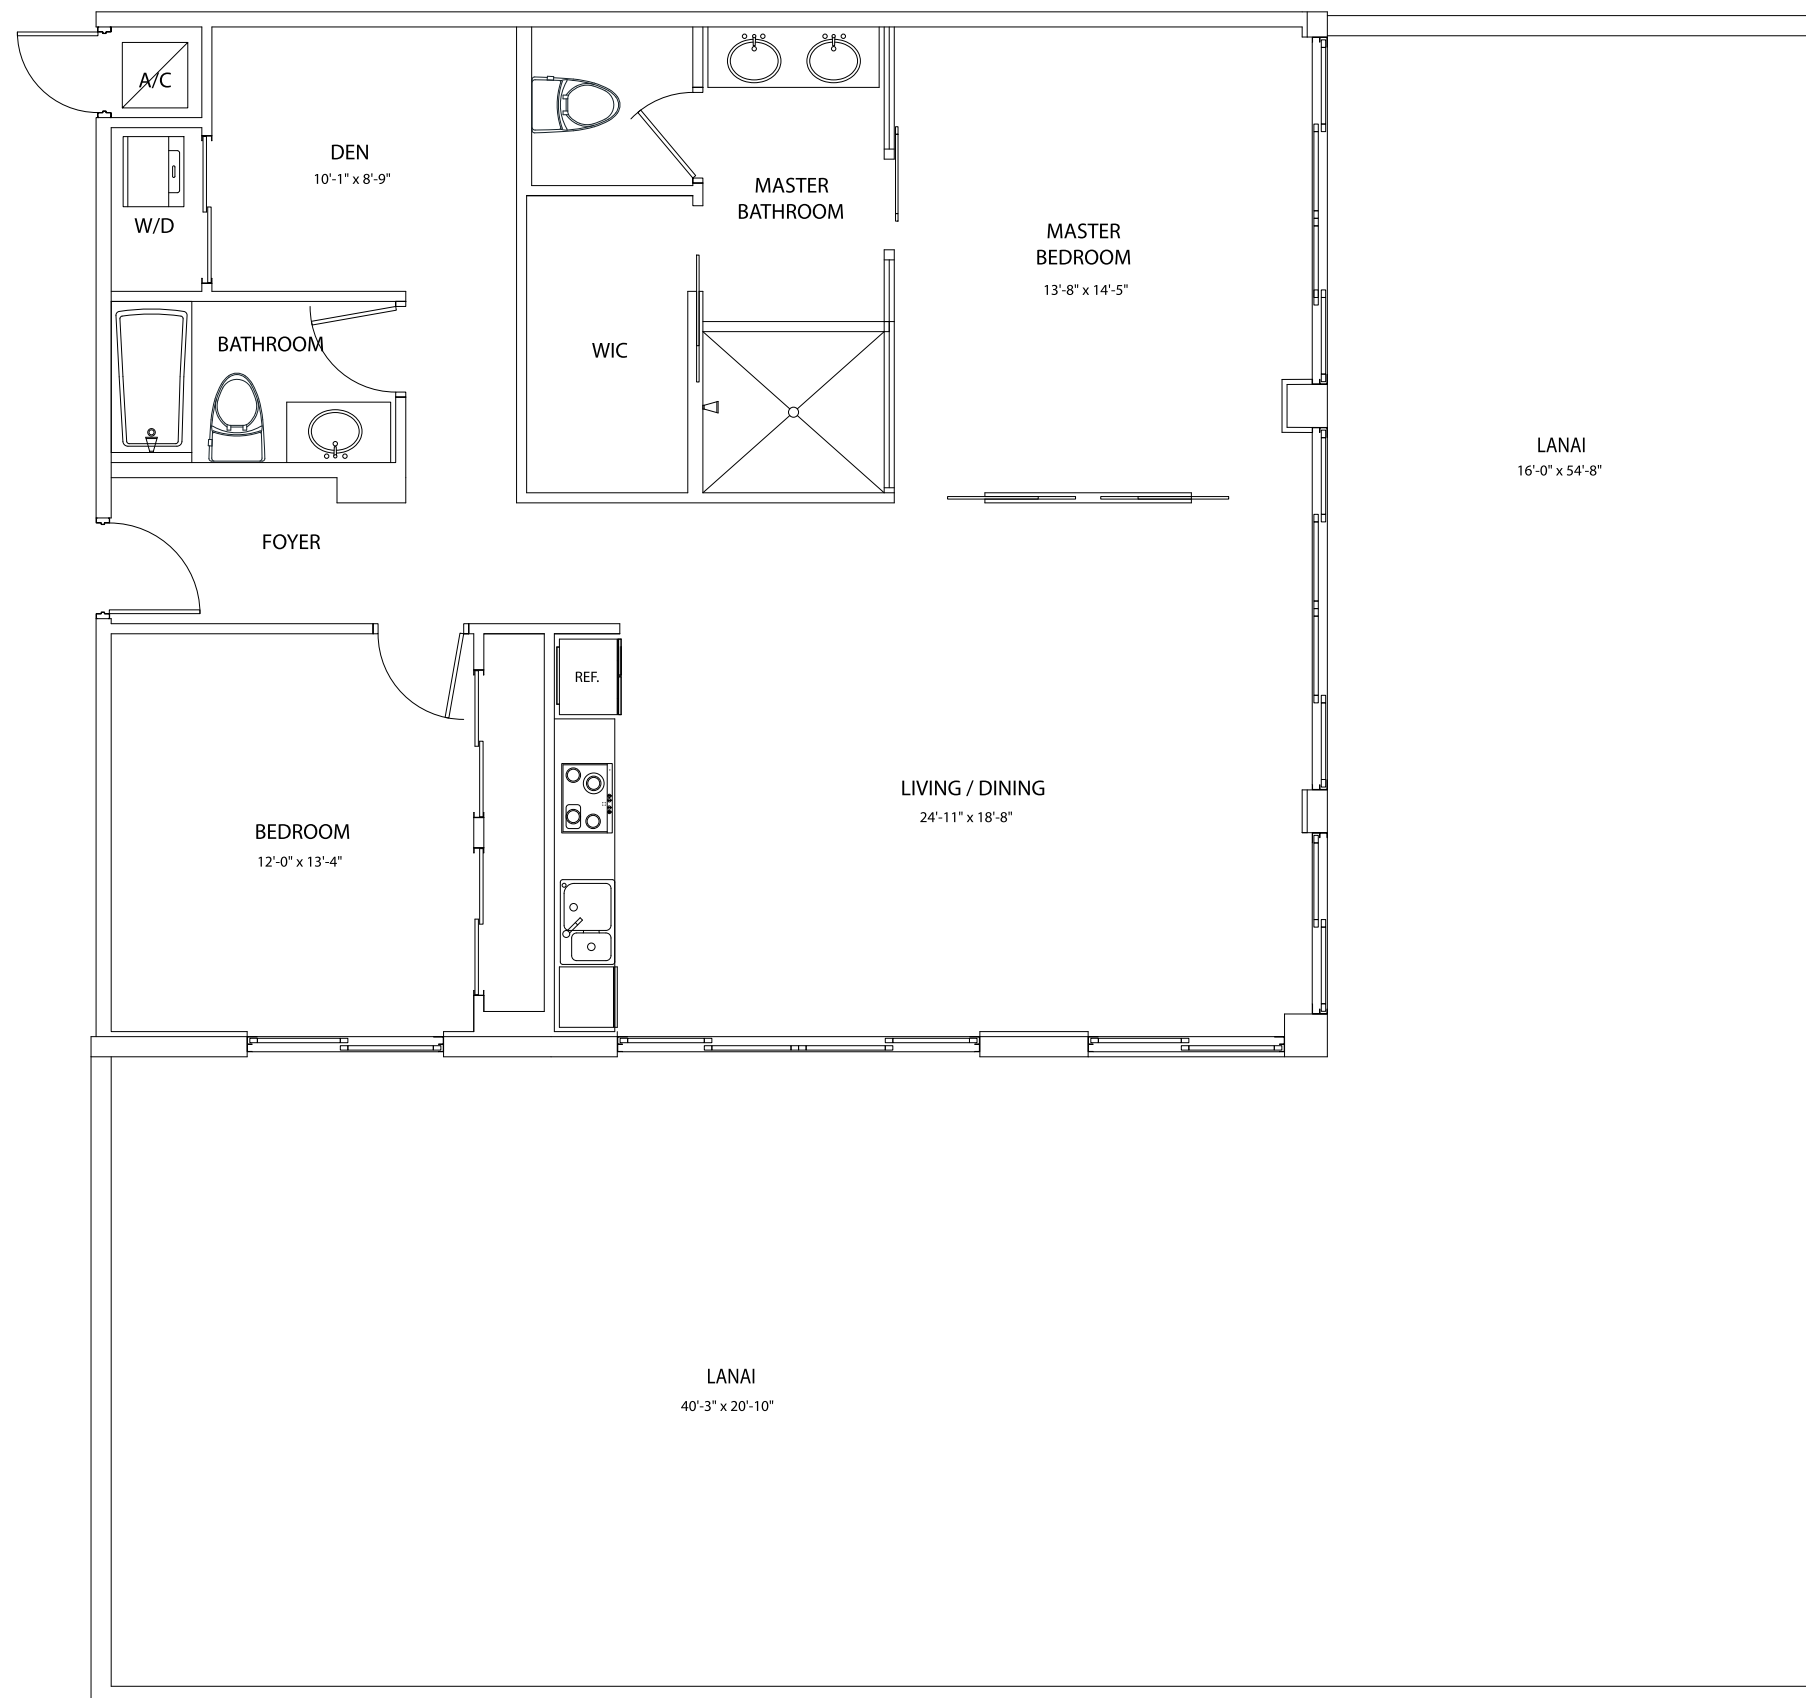 A/C
DEN
10'-1" x 8'-9"
W/D
MASTER
BATHROOM
MASTER
BEDROOM
13'-8" x 14'-5"
BATHROOM
WIC
LANAI
16'-0" x 54'-8"
FOYER
REF.
LIVING / DINING
24'-11" x 18'-8"
BEDROOM
12'-0" x 13'-4"
LANAI
40'-3" x 20'-10"